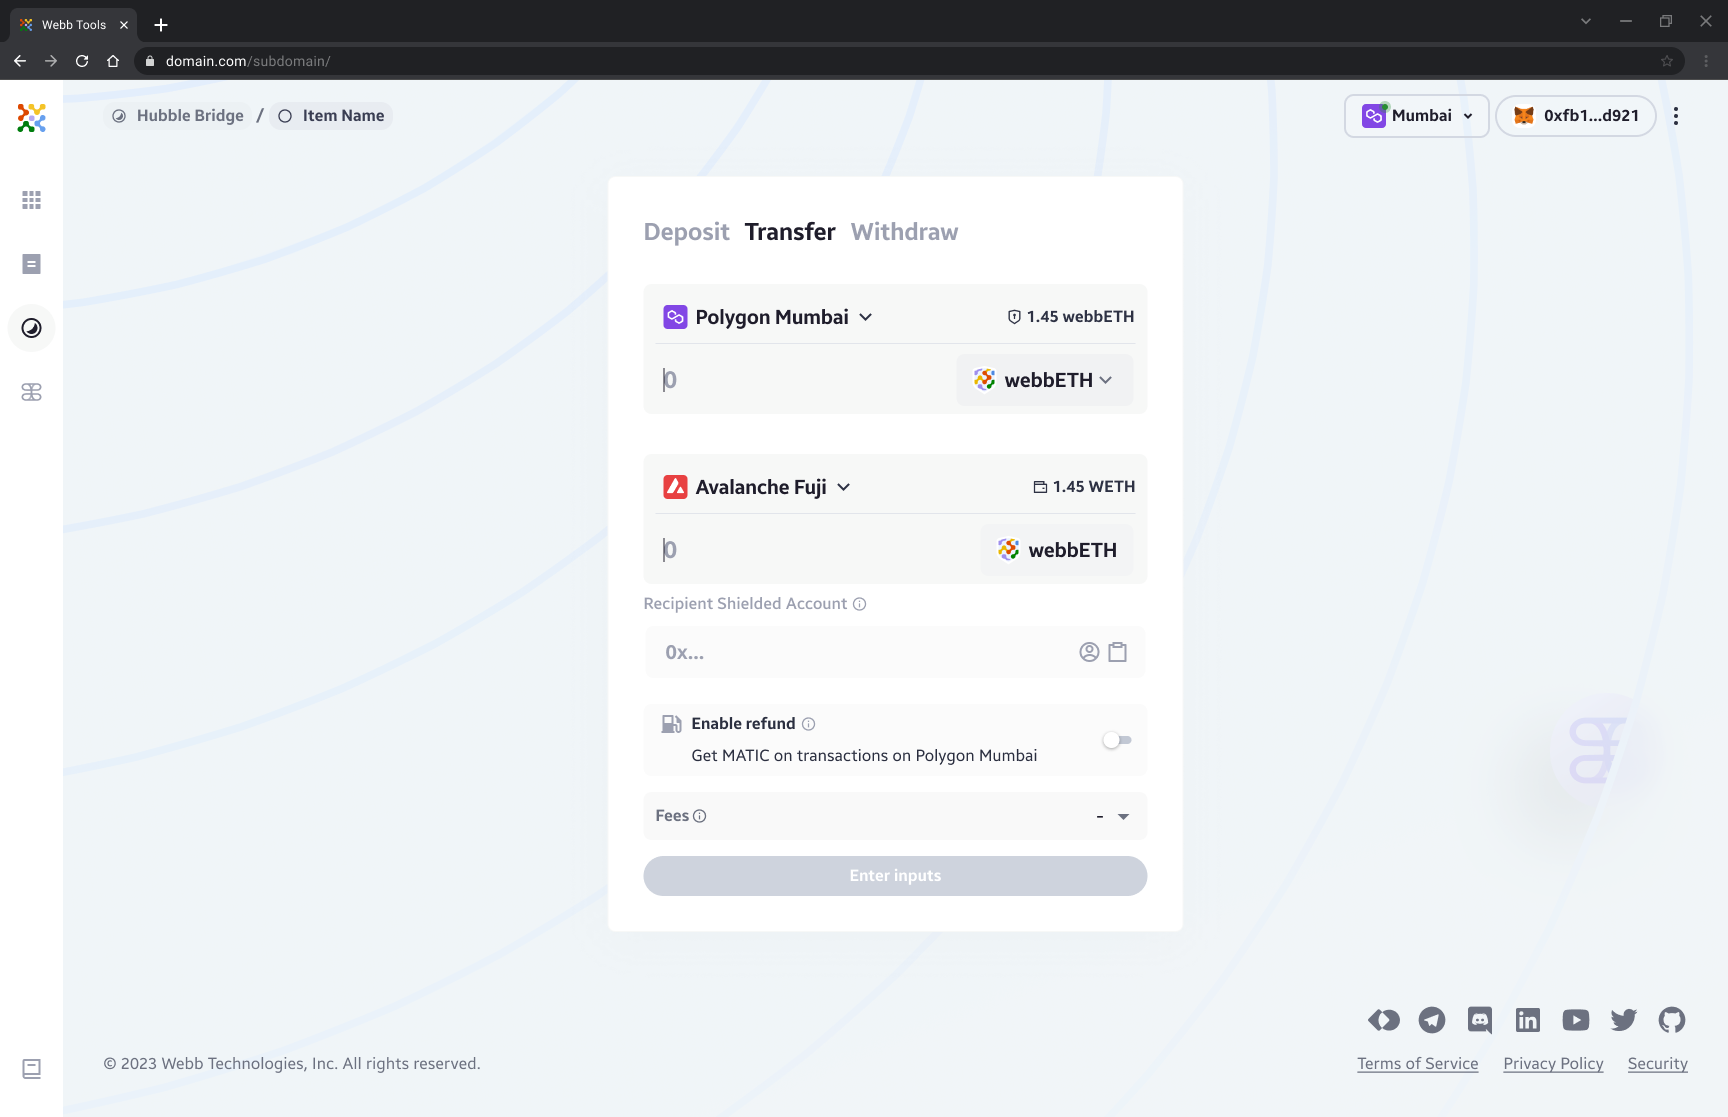 Webb Tools
domain.com/subdomain/
Hubble Bridge / Item Name
Mumbai
0xfb1...d921
Deposit Transfer Withdraw
Polygon Mumbai
1.45 webbETH
0
webbETH
Avalanche Fuji
1.45 WETH
0
webbETH
Recipient Shielded Account
0x...
Enable refund
Get MATIC on transactions on Polygon Mumbai
Fees
-
Enter inputs
© 2023 Webb Technologies, Inc. All rights reserved.
Terms of Service
Privacy Policy
Security